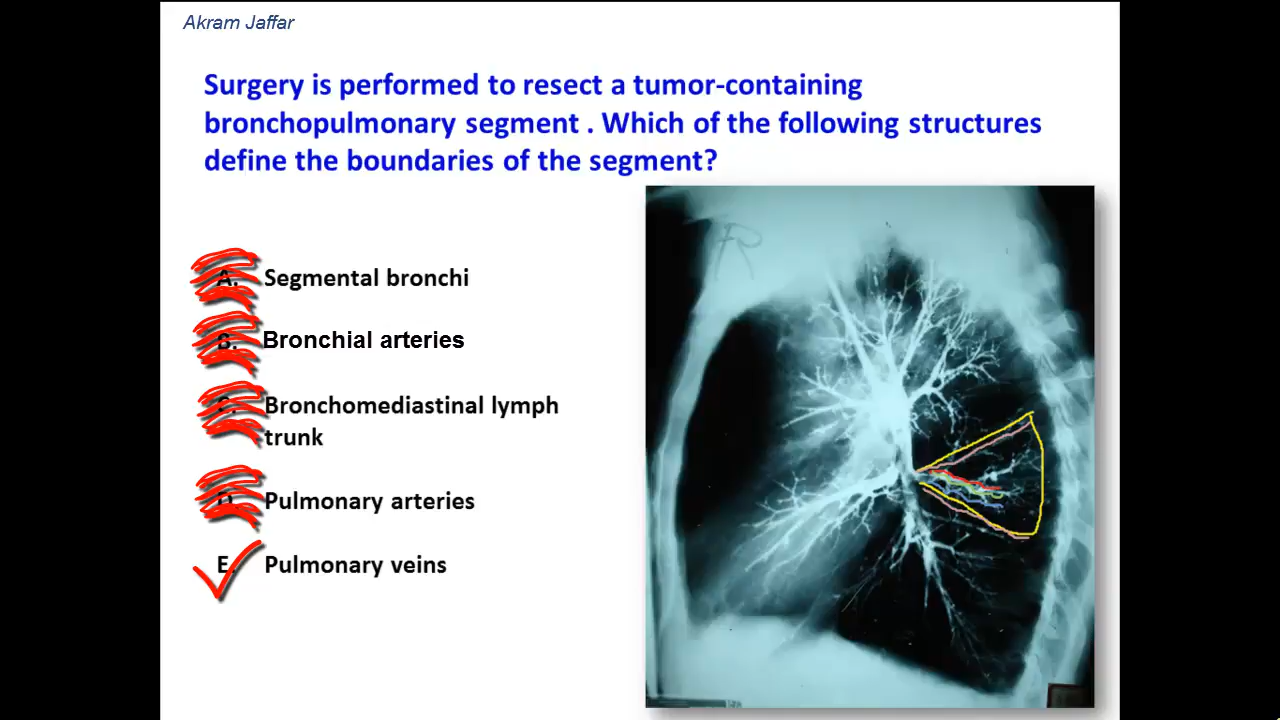 Akram Jaffar
Surgery is performed to resect a tumor-containing
bronchopulmonary segment . Which of the following structures
define the boundaries of the segment?
A. Segmental bronchi
B. Bronchial arteries
C. Bronchomediastinal lymph
trunk
D. Pulmonary arteries
E. Pulmonary veins
R